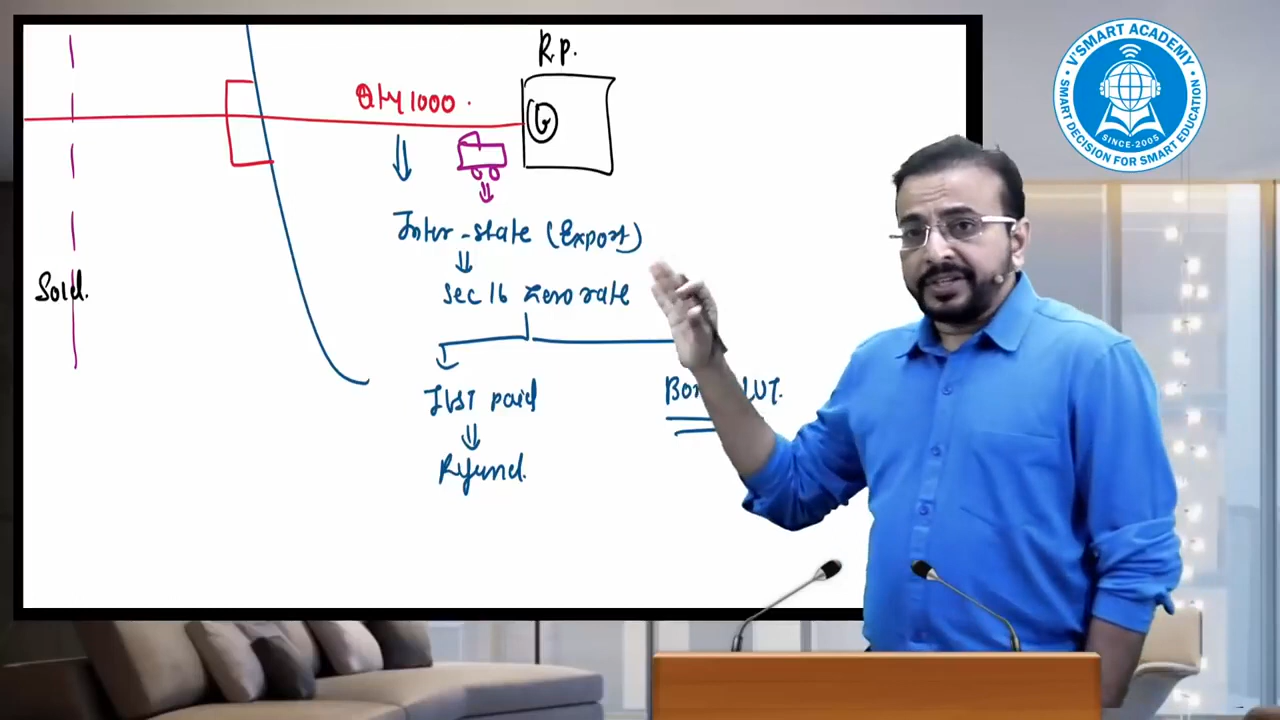 R.P.
Qty 1000
G
Inter-state (Export)
Sec 16 Zero rate
Sold.
IGST paid
LUT.
Refund.
V'SMART ACADEMY
SINCE-2005
SMART DECISION FOR SMART EDUCATION